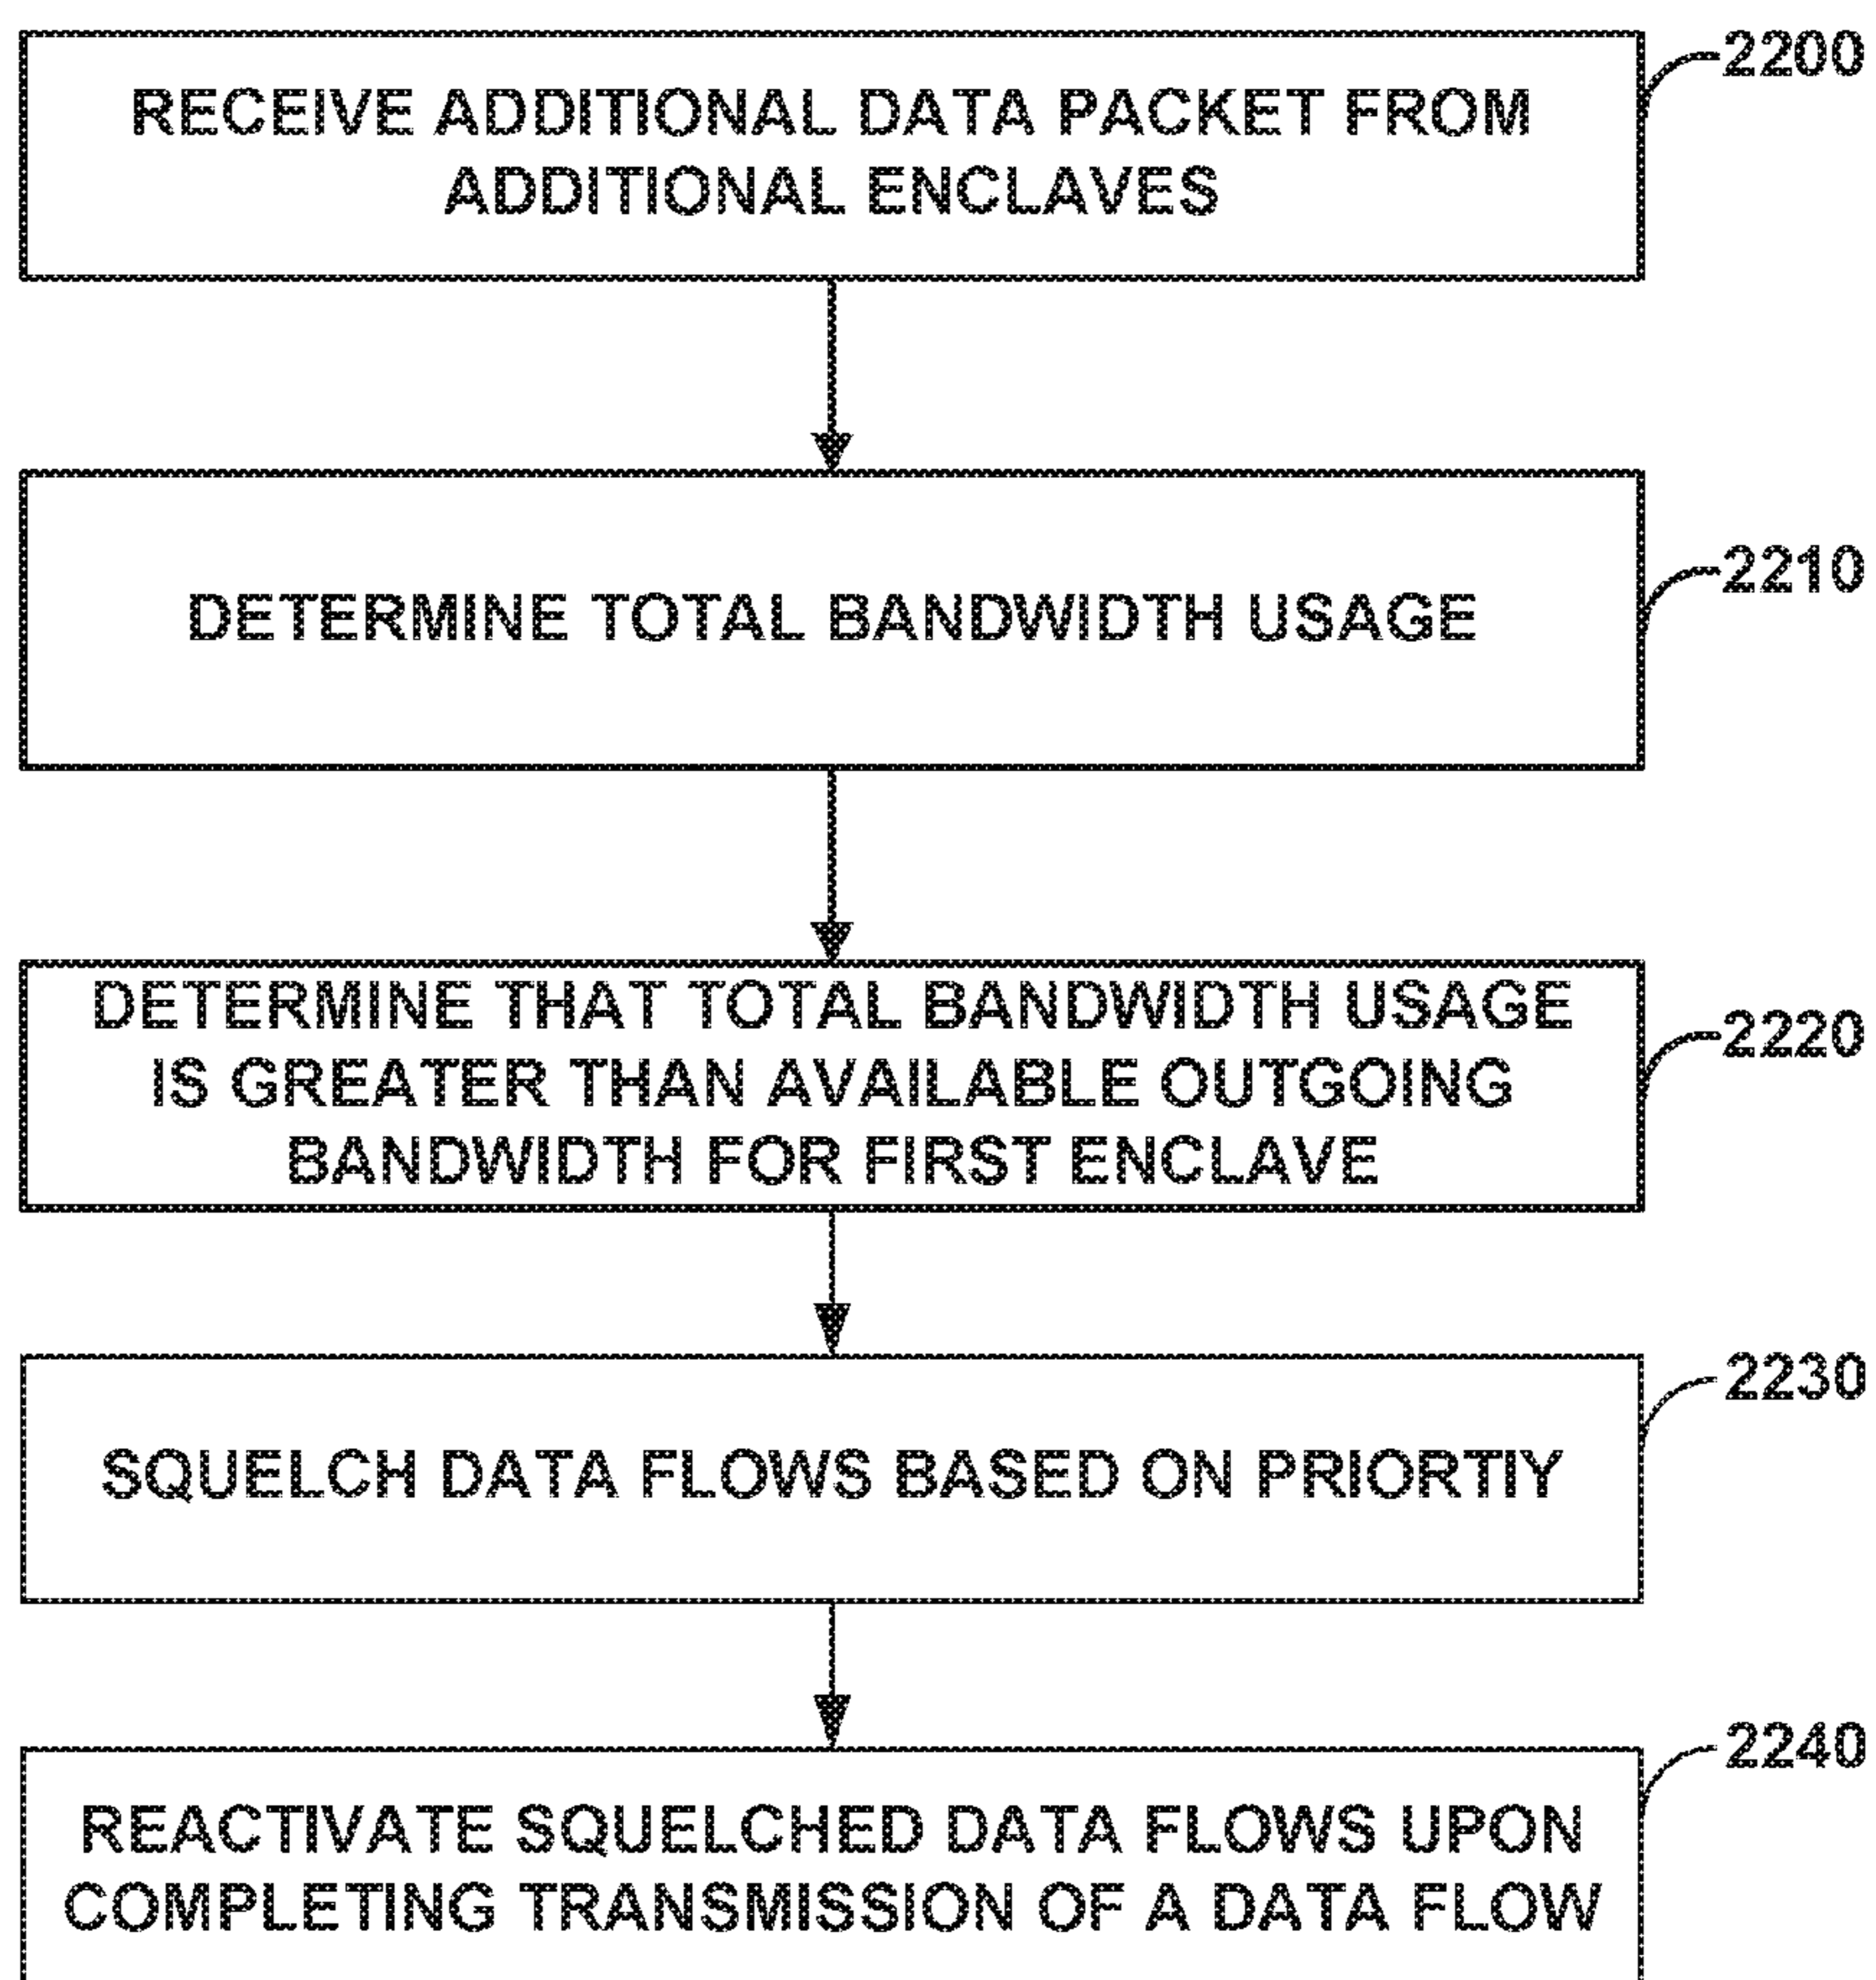 2200
RECEIVE ADDITIONAL DATA PACKET FROM
ADDITIONAL ENCLAVES
2210
DETERMINE TOTAL BANDWIDTH USAGE
2220
DETERMINE THAT TOTAL BANDWIDTH USAGE
IS GREATER THAN AVAILABLE OUTGOING
BANDWIDTH FOR FIRST ENCLAVE
2230
SQUELCH DATA FLOWS BASED ON PRIORTIY
2240
REACTIVATE SQUELCHED DATA FLOWS UPON
COMPLETING TRANSMISSION OF A DATA FLOW